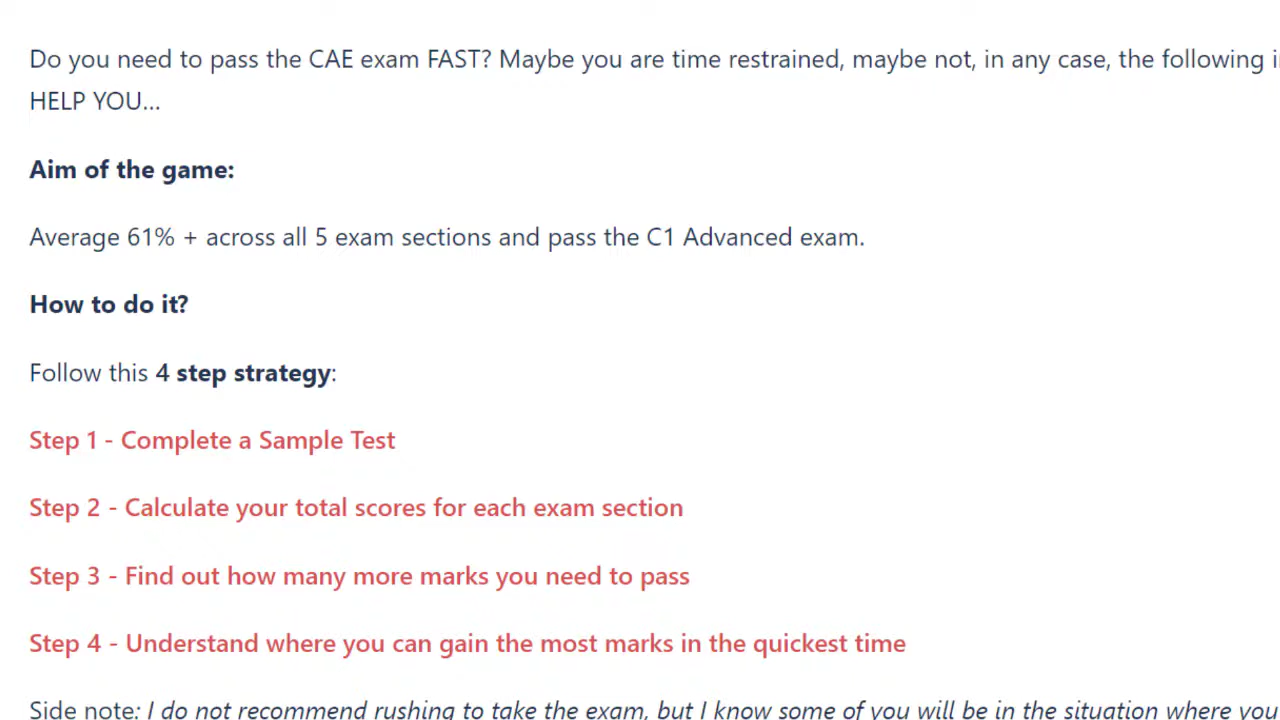 Do you need to pass the CAE exam FAST? Maybe you are time restrained, maybe not, in any case, the following
HELP YOU...
Aim of the game:
Average 61% + across all 5 exam sections and pass the C1 Advanced exam.
How to do it?
Follow this 4 step strategy:
Step 1 - Complete a Sample Test
Step 2 - Calculate your total scores for each exam section
Step 3 - Find out how many more marks you need to pass
Step 4 - Understand where you can gain the most marks in the quickest time
Side note: I do not recommend rushing to take the exam, but I know some of you will be in the situation where you